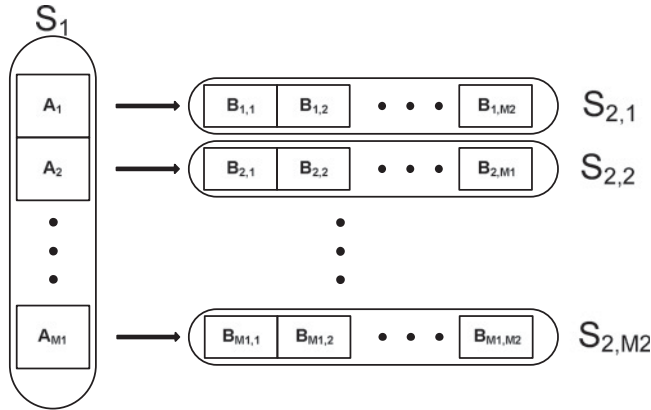 S1
A1 B1,1 B1,2 B1,M2 S2,1
A2 B2,1 B2,2 B2,M1 S2,2
AM1 BM1,1 BM1,2 BM1,M2 S2,M2